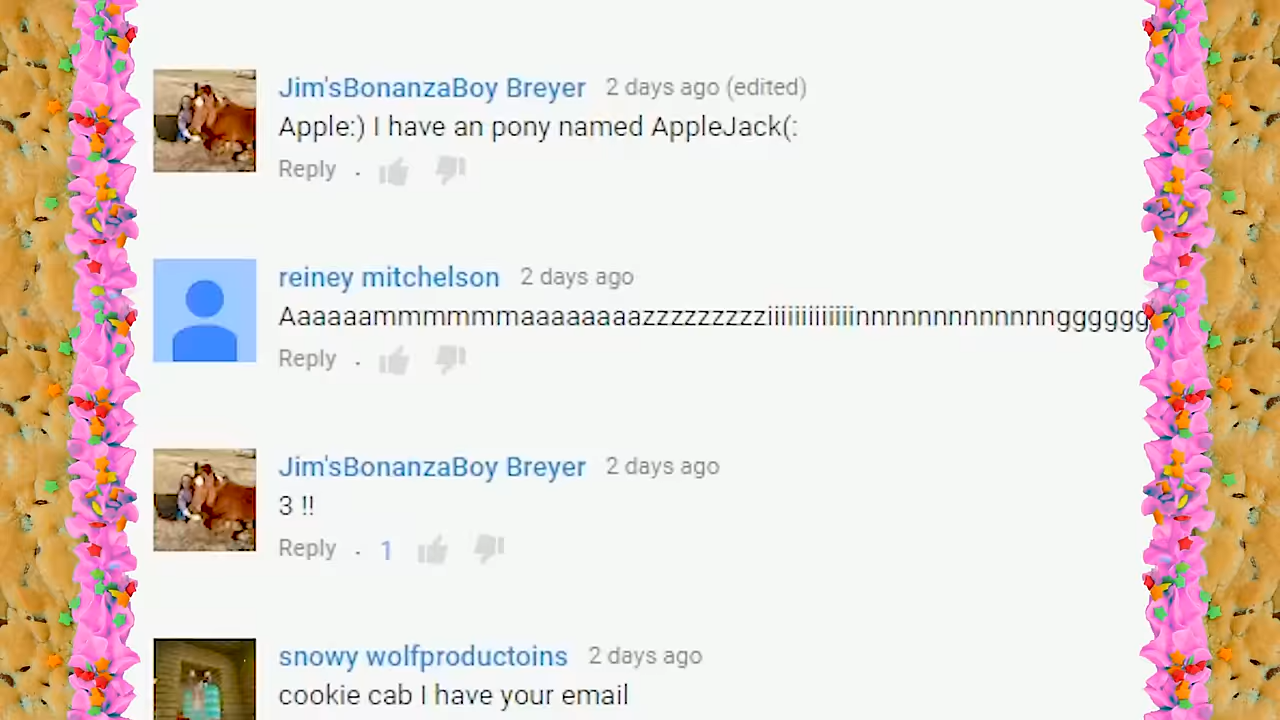 Jim'sBonanzaBoy Breyer 2 days ago (edited)
Apple:) I have an pony named AppleJack(:
Reply .
reiney mitchelson 2 days ago
Aaaaaammmmmmaaaaaaaazzzzzzzzziiiiiiiiiiiiiinnnnnnnnnnnnngggggg
Reply .
Jim'sBonanzaBoy Breyer 2 days ago
3 !!
Reply . 1
snowy wolfproductoins 2 days ago
cookie cab I have your email